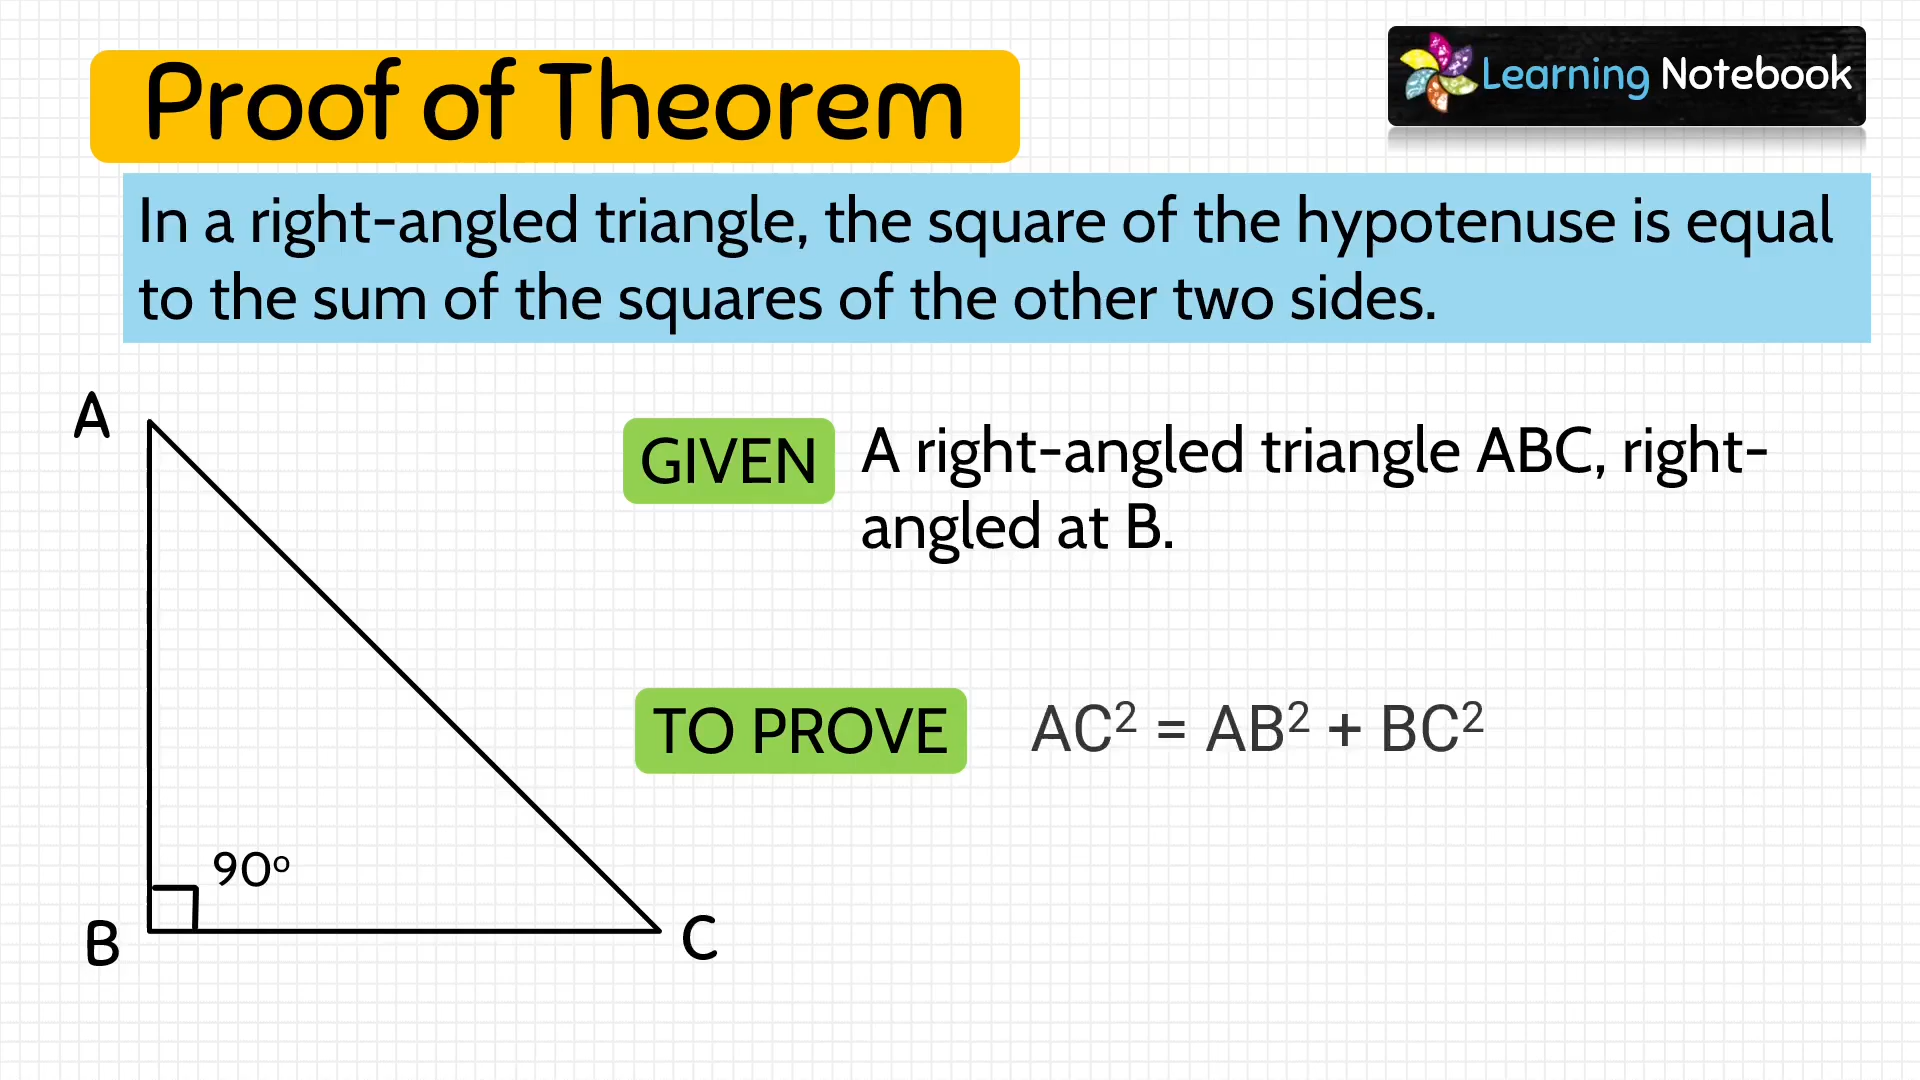 Proof of Theorem
Learning Notebook
In a right-angled triangle, the square of the hypotenuse is equal
to the sum of the squares of the other two sides.
A
GIVEN A right-angled triangle ABC, right-
angled at B.
TO PROVE AC² = AB² + BC²
90º
B
C